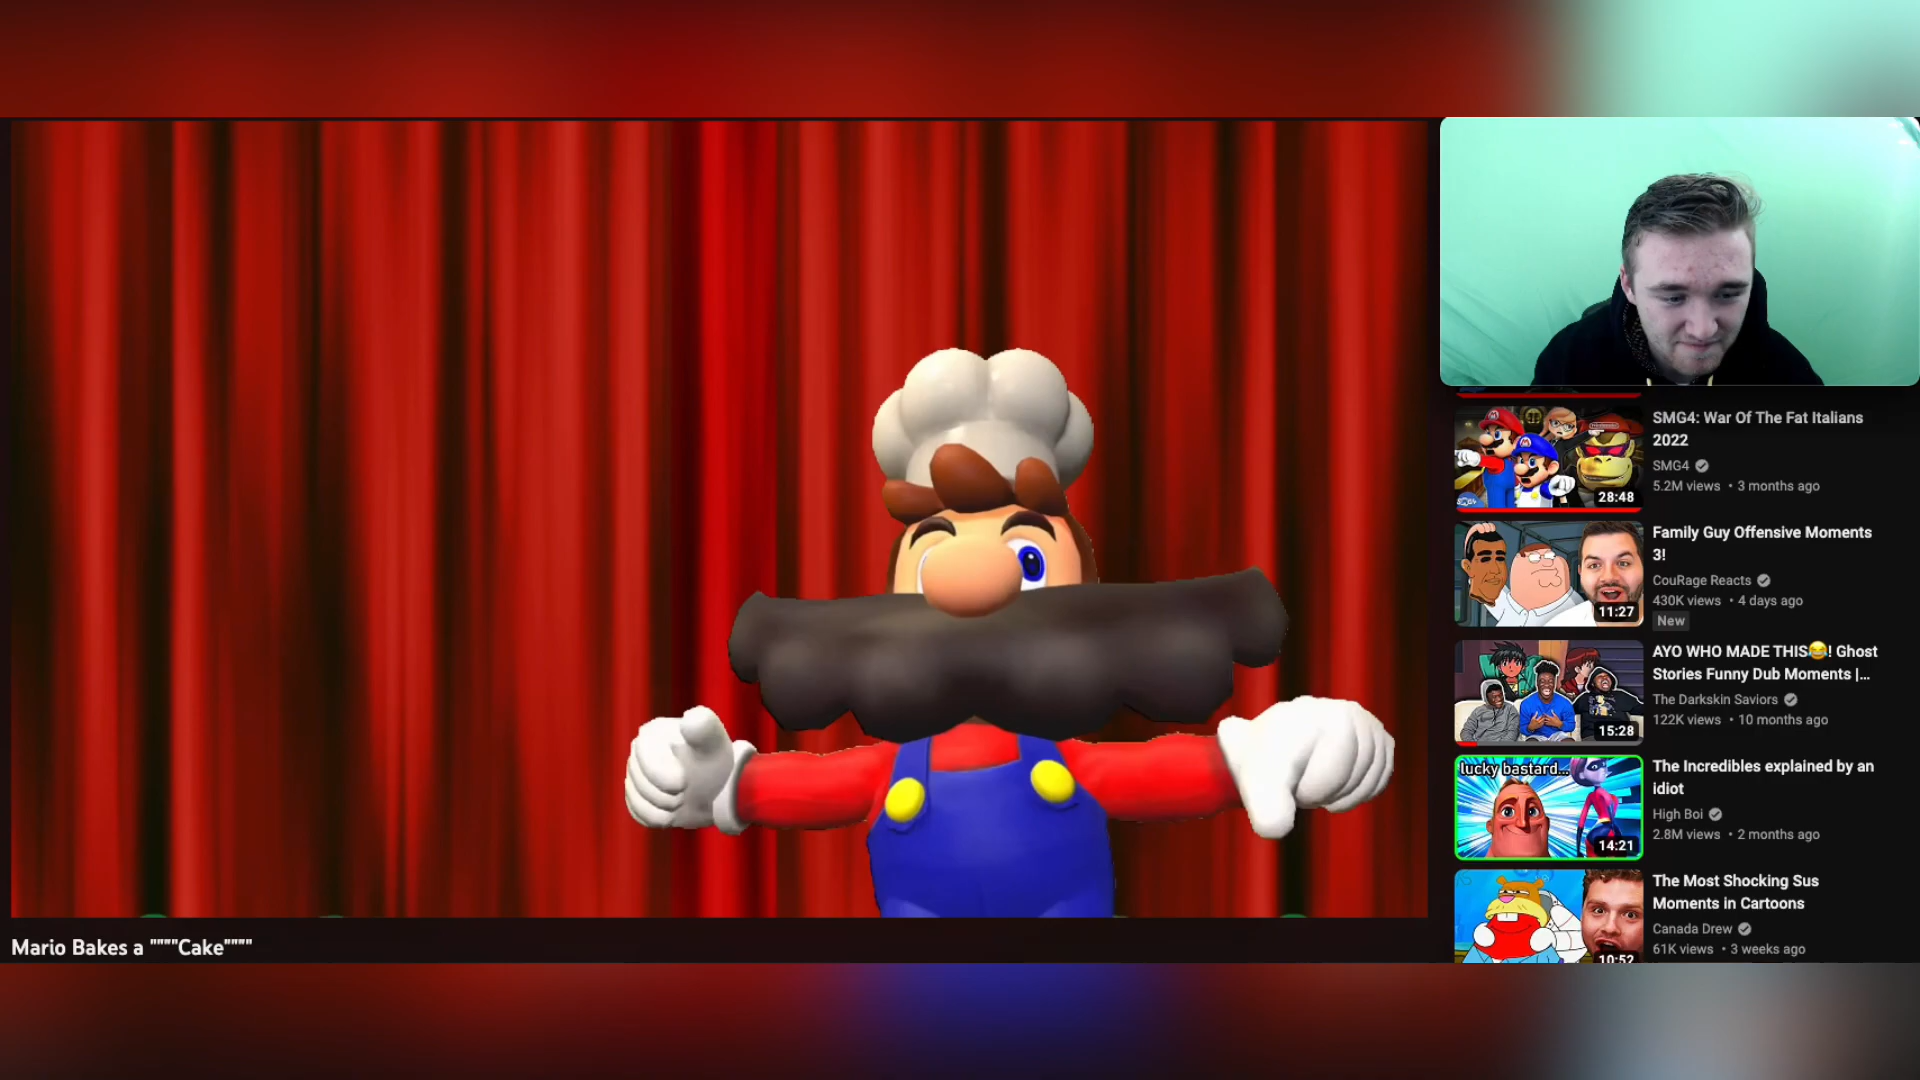 Mario Bakes a """"Cake""""
SMG4: War Of The Fat Italians
2022
SMG4
5.2M views • 3 months ago
28:48
Family Guy Offensive Moments
3!
CouRage Reacts
430K views • 4 days ago
New
11:27
AYO WHO MADE THIS😂! Ghost
Stories Funny Dub Moments |...
The Darkskin Saviors
122K views • 10 months ago
15:28
lucky bastard...
The Incredibles explained by an
idiot
High Boi
2.8M views • 2 months ago
14:21
The Most Shocking Sus
Moments in Cartoons
Canada Drew
61K views • 3 weeks ago
10:52